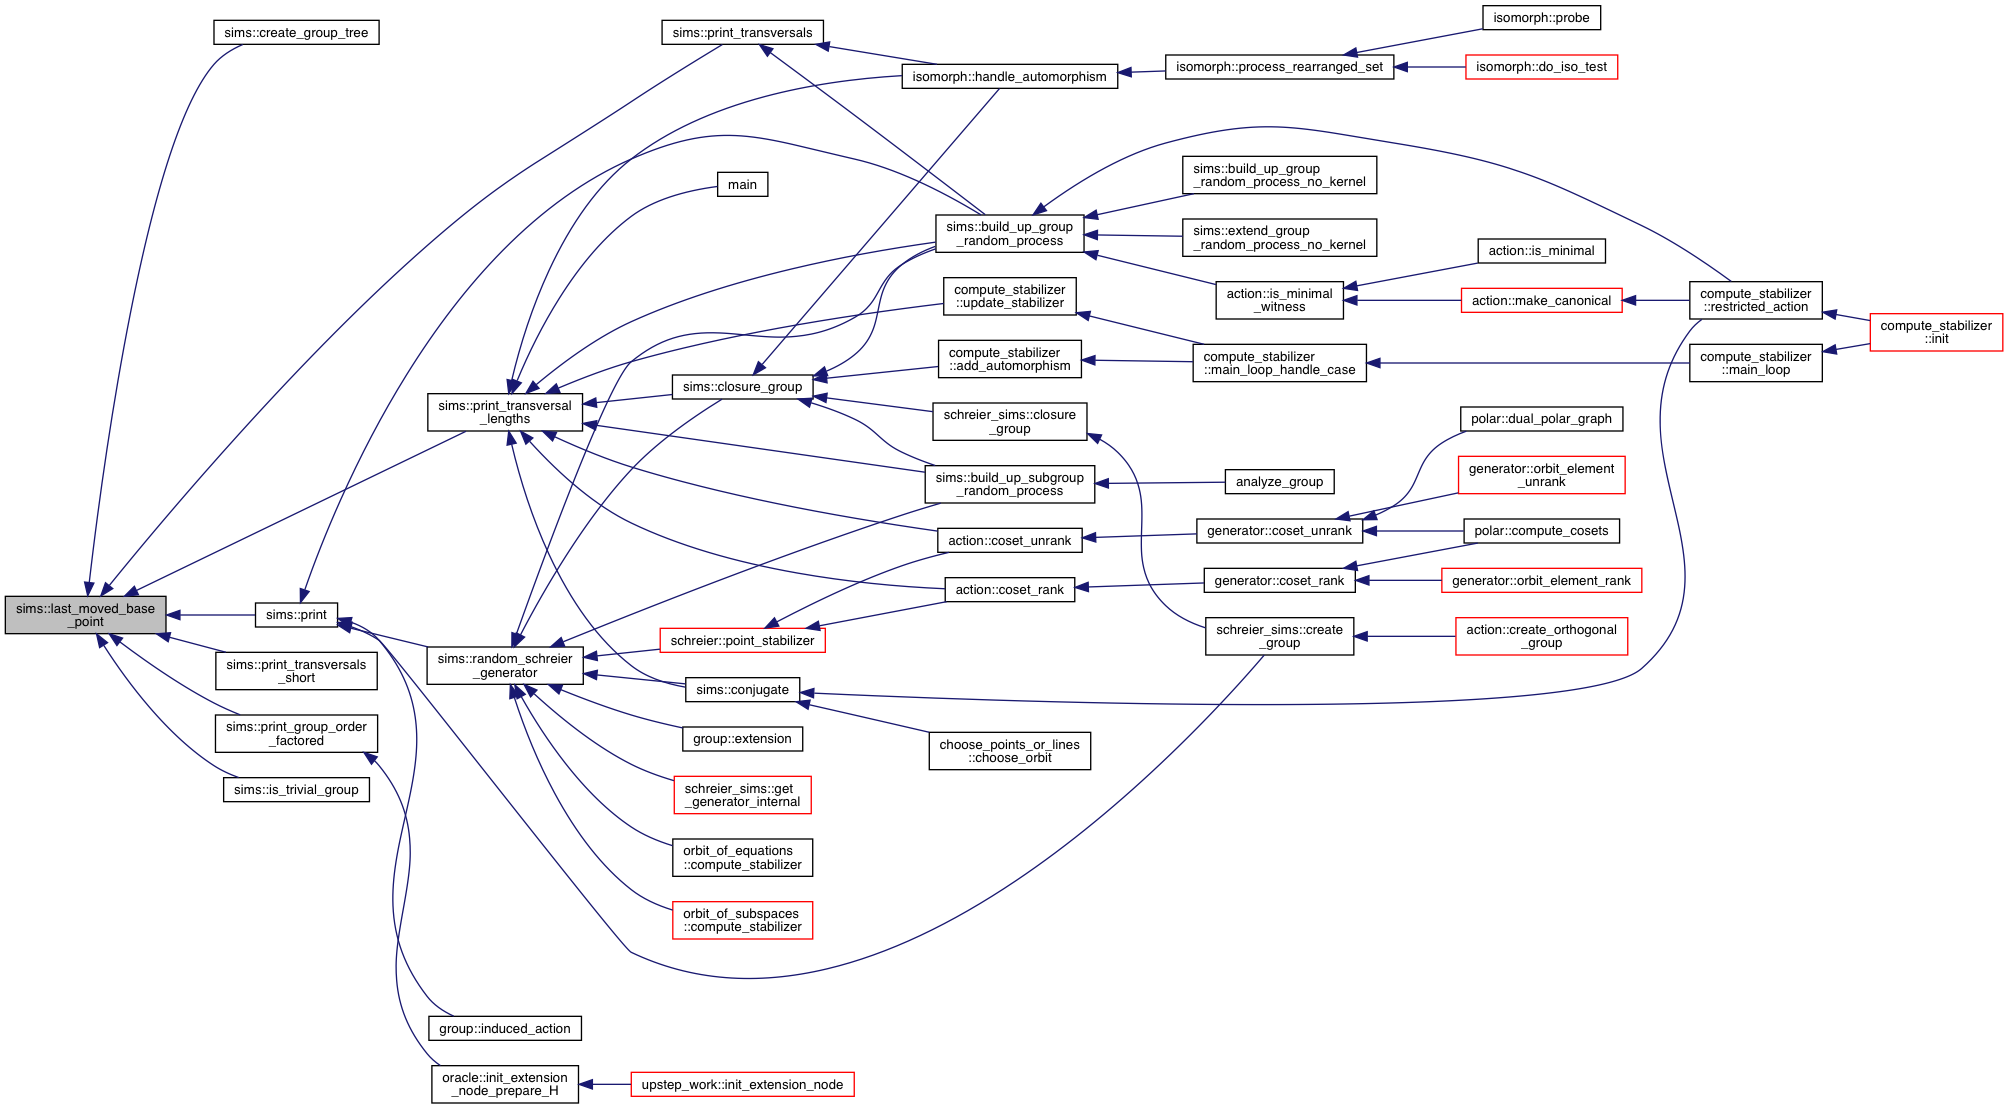 sims::last_moved_base
_point
sims::create_group_tree
sims::print
sims::print_transversals
_short
sims::print_group_order
_factored
sims::is_trivial_group
sims::print_transversal
_lengths
sims::random_schreier
_generator
group::induced_action
oracle::init_extension
_node_prepare_H
sims::print_transversals
main
sims::closure_group
schreier::point_stabilizer
sims::conjugate
group::extension
schreier_sims::get
_generator_internal
orbit_of_equations
::compute_stabilizer
orbit_of_subspaces
::compute_stabilizer
upstep_work::init_extension_node
isomorph::handle_automorphism
sims::build_up_group
_random_process
compute_stabilizer
::update_stabilizer
compute_stabilizer
::add_automorphism
schreier_sims::closure
_group
sims::build_up_subgroup
_random_process
action::coset_unrank
action::coset_rank
choose_points_or_lines
::choose_orbit
isomorph::process_rearranged_set
sims::build_up_group
_random_process_no_kernel
sims::extend_group
_random_process_no_kernel
action::is_minimal
_witness
compute_stabilizer
::main_loop_handle_case
analyze_group
generator::coset_unrank
generator::coset_rank
schreier_sims::create
_group
isomorph::probe
isomorph::do_iso_test
action::is_minimal
action::make_canonical
polar::dual_polar_graph
generator::orbit_element
_unrank
polar::compute_cosets
generator::orbit_element_rank
action::create_orthogonal
_group
compute_stabilizer
::restricted_action
compute_stabilizer
::main_loop
compute_stabilizer
::init